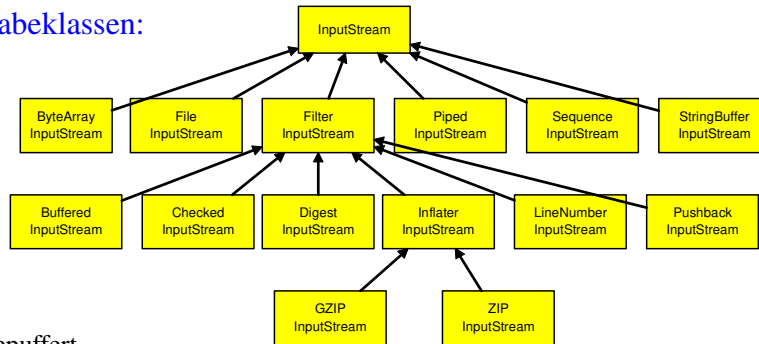 abeklassen:
InputStream
ByteArray
InputStream
File
InputStream
Filter
InputStream
Piped
InputStream
Sequence
InputStream
StringBuffer
InputStream
Buffered
InputStream
Checked
InputStream
Digest
InputStream
Inflater
InputStream
LineNumber
InputStream
Pushback
InputStream
GZIP
InputStream
ZIP
InputStream